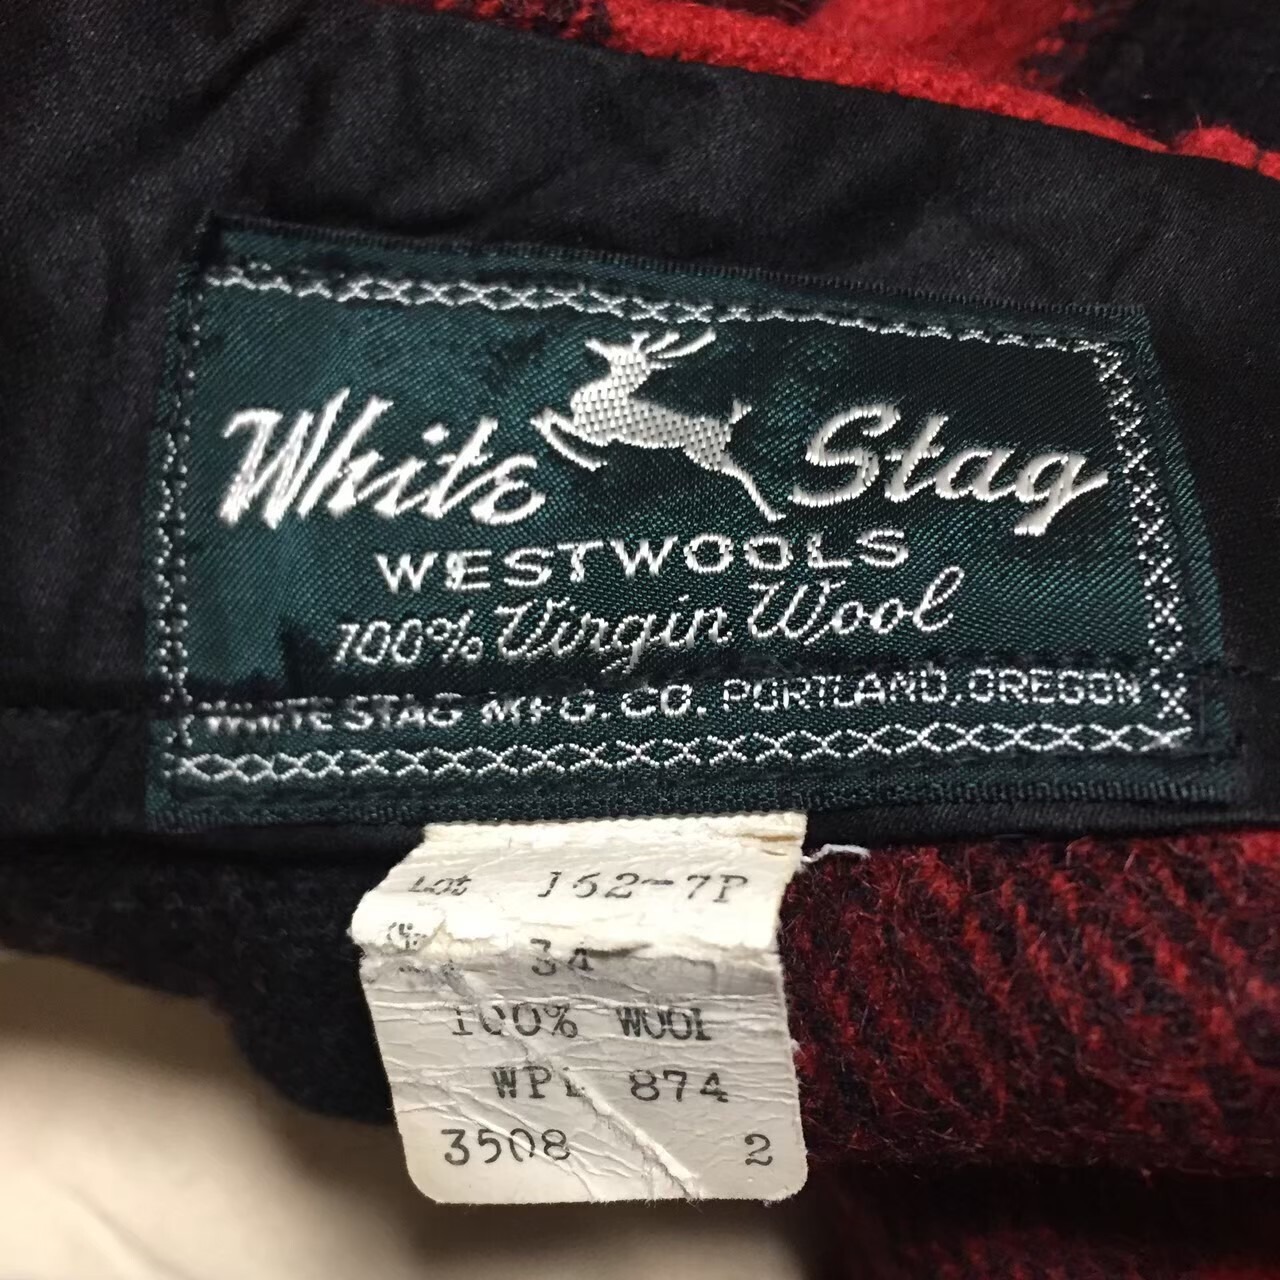 White Stag
WESTWOOLS
100% Virgin Wool
WHITE STAG MFG. CO. PORTLAND, OREGON
Lot 162-7P
34
100% WOOL
WPL 874
3508 2